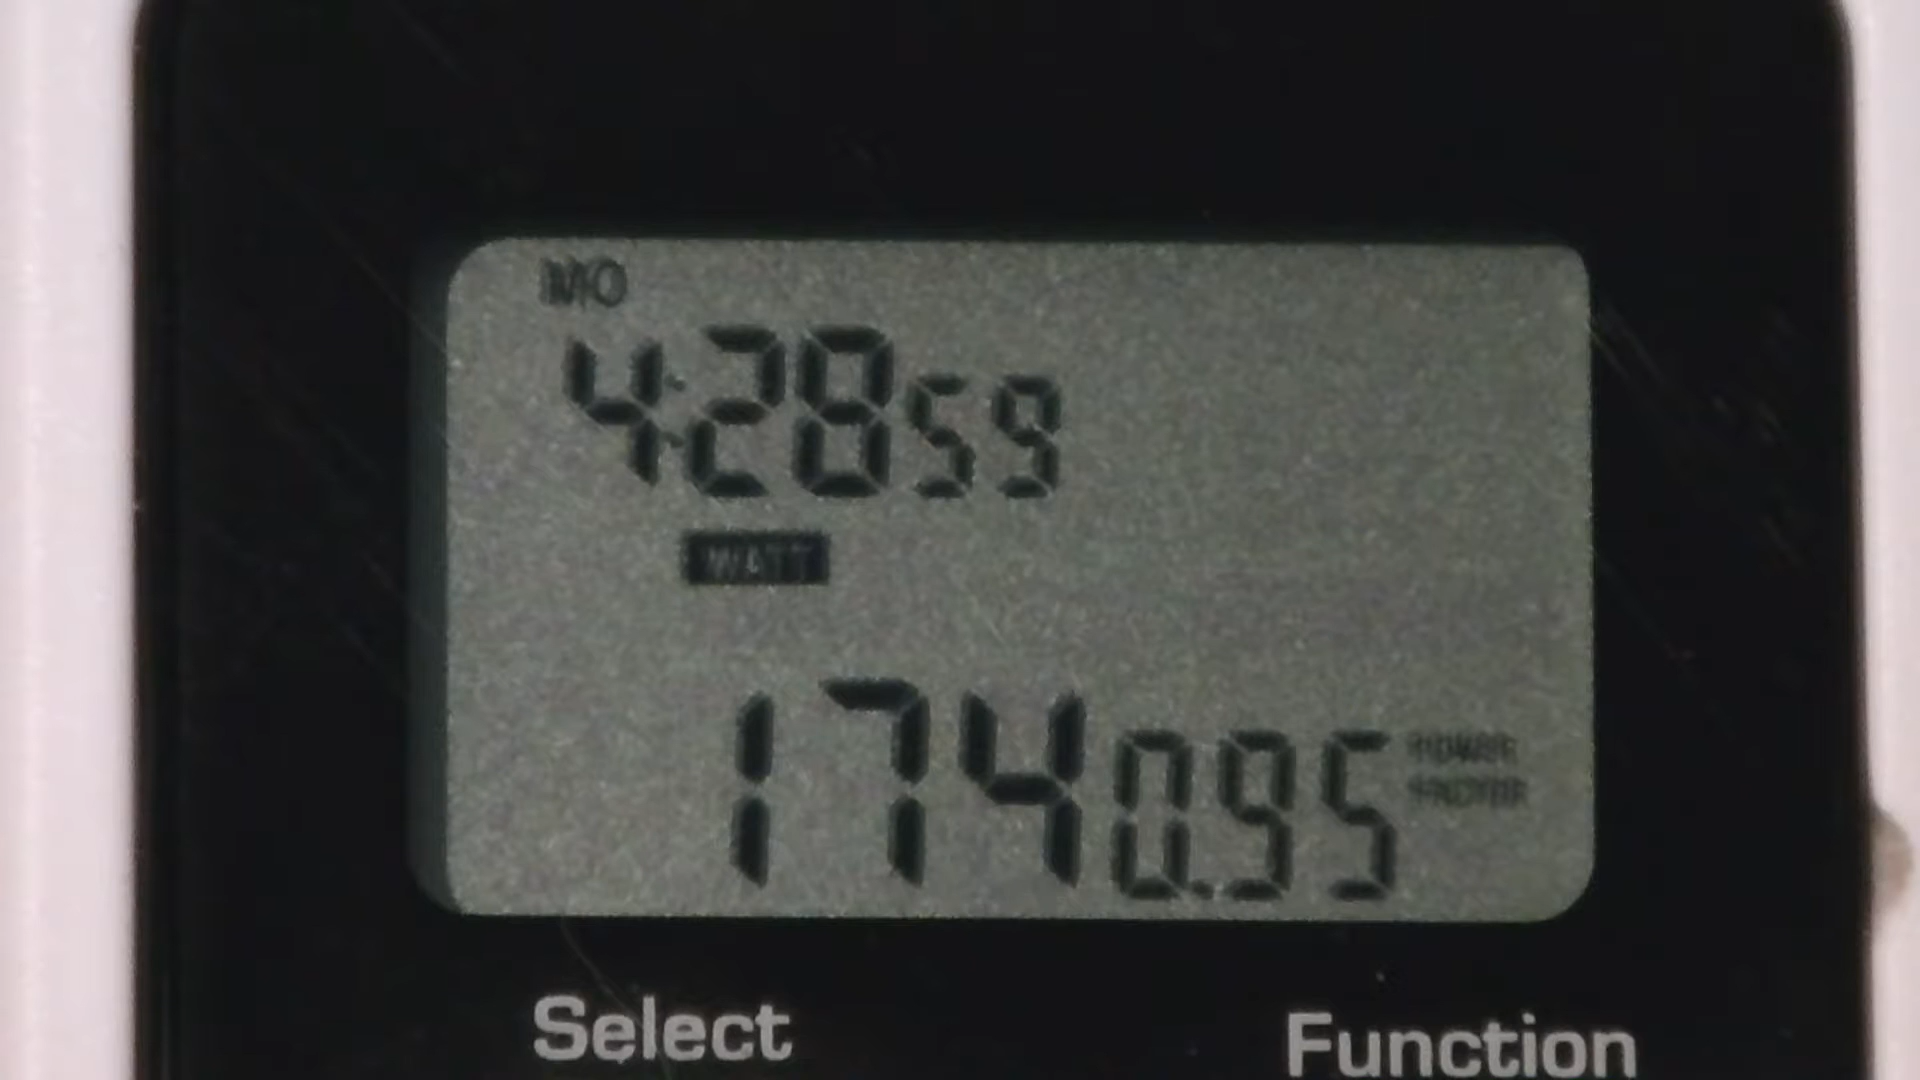 MO
4:28 59
WATT
174 0.95 POWER
FACTOR
Select Function